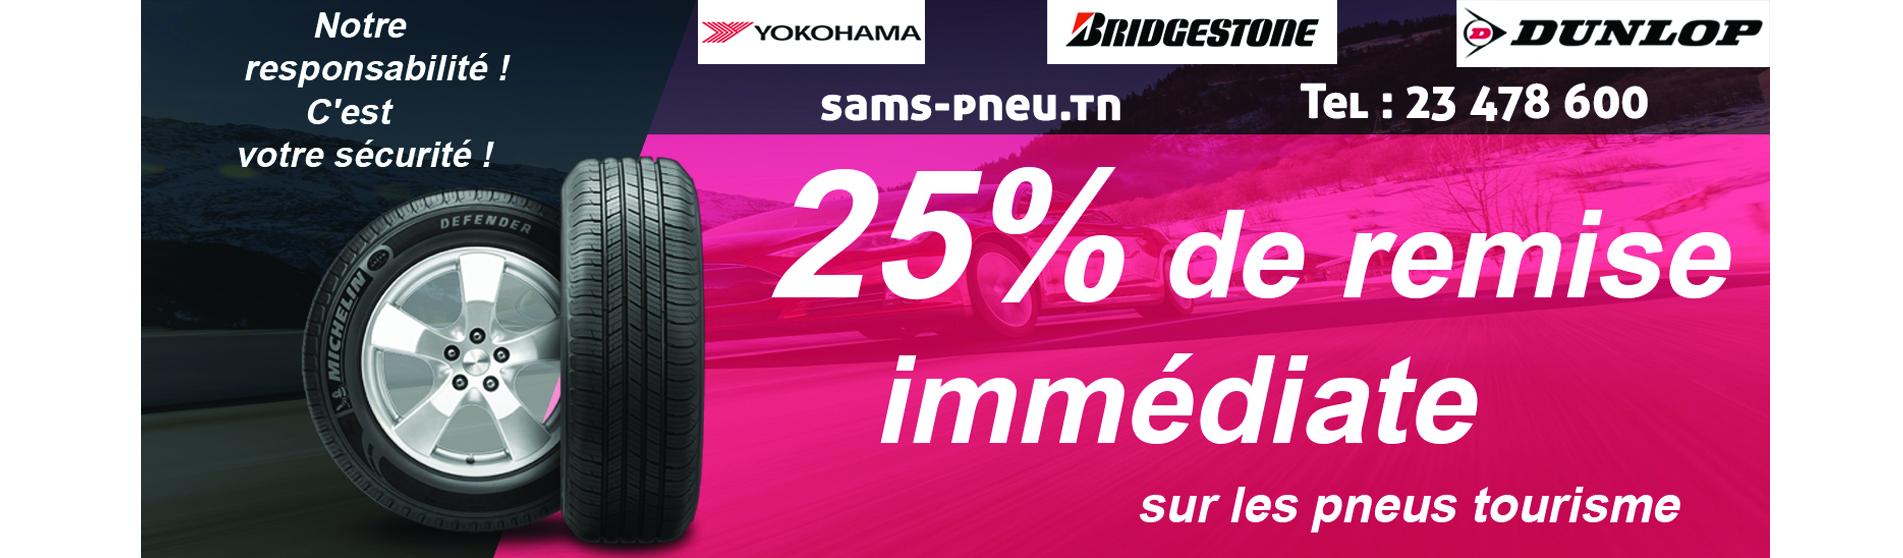 Notre
responsabilité !
C'est
votre sécurité !
YOKOHAMA
BRIDGESTONE
DUNLOP
sams-pneu.tn
Tel : 23 478 600
25% de remise
immédiate
sur les pneus tourisme
DEFENDER
MICHELIN